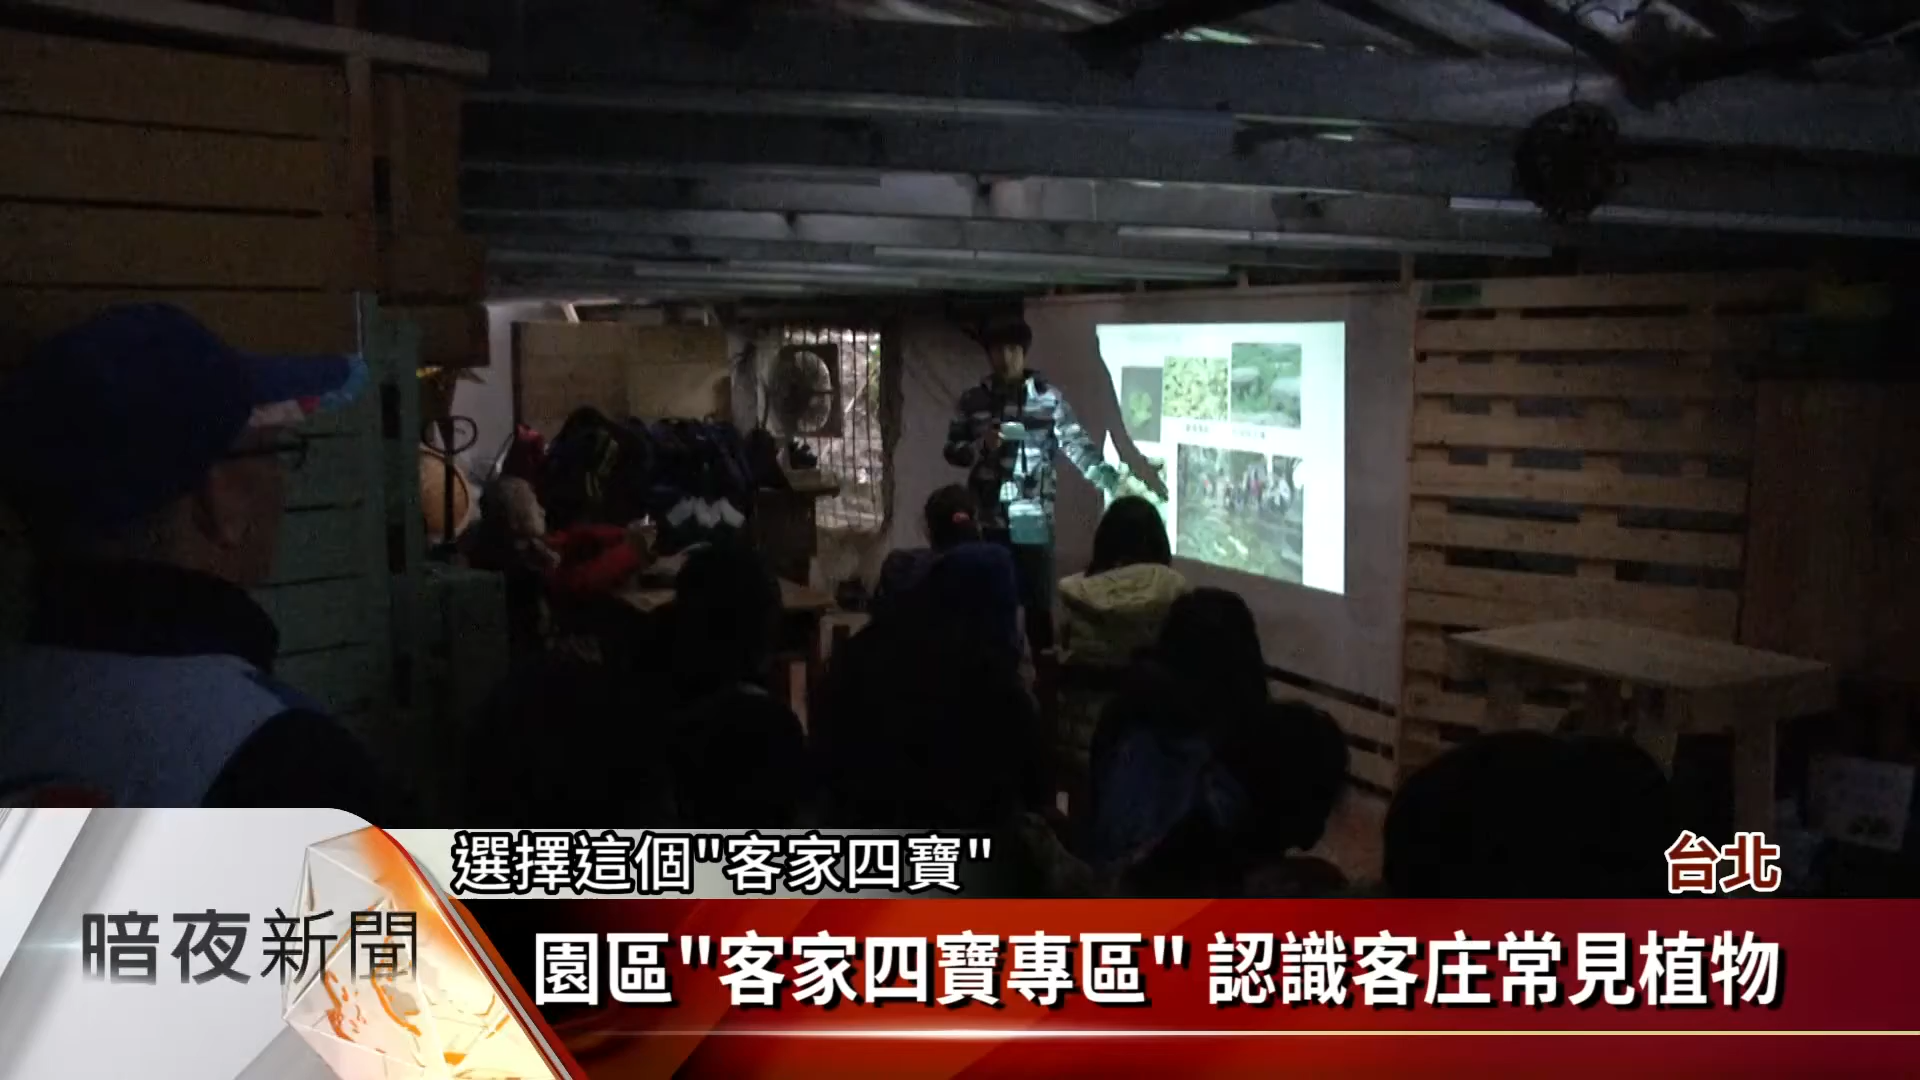 選擇這個"客家四寶"
台北
暗夜新聞
園區"客家四寶專區" 認識客庄常見植物